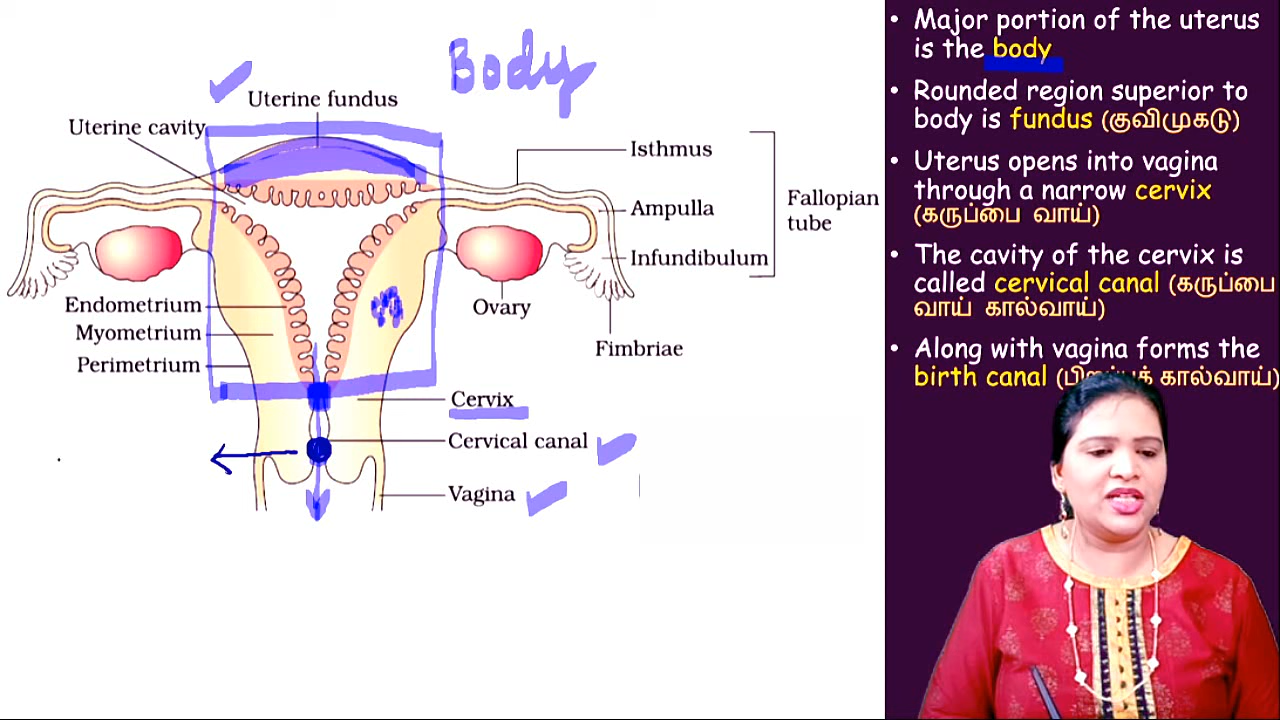 Body
Uterine fundus
Uterine cavity
Isthmus
Ampulla
Fallopian
tube
Infundibulum
Ovary
Endometrium
Myometrium
Perimetrium
Fimbriae
Cervix
Cervical canal
Vagina
• Major portion of the uterus
is the body
• Rounded region superior to
body is fundus (குவிமுகடு)
• Uterus opens into vagina
through a narrow cervix
(கருப்பை வாய்)
• The cavity of the cervix is
called cervical canal (கருப்பை
வாய் கால்வாய்)
• Along with vagina forms the
birth canal கால்வாய்)